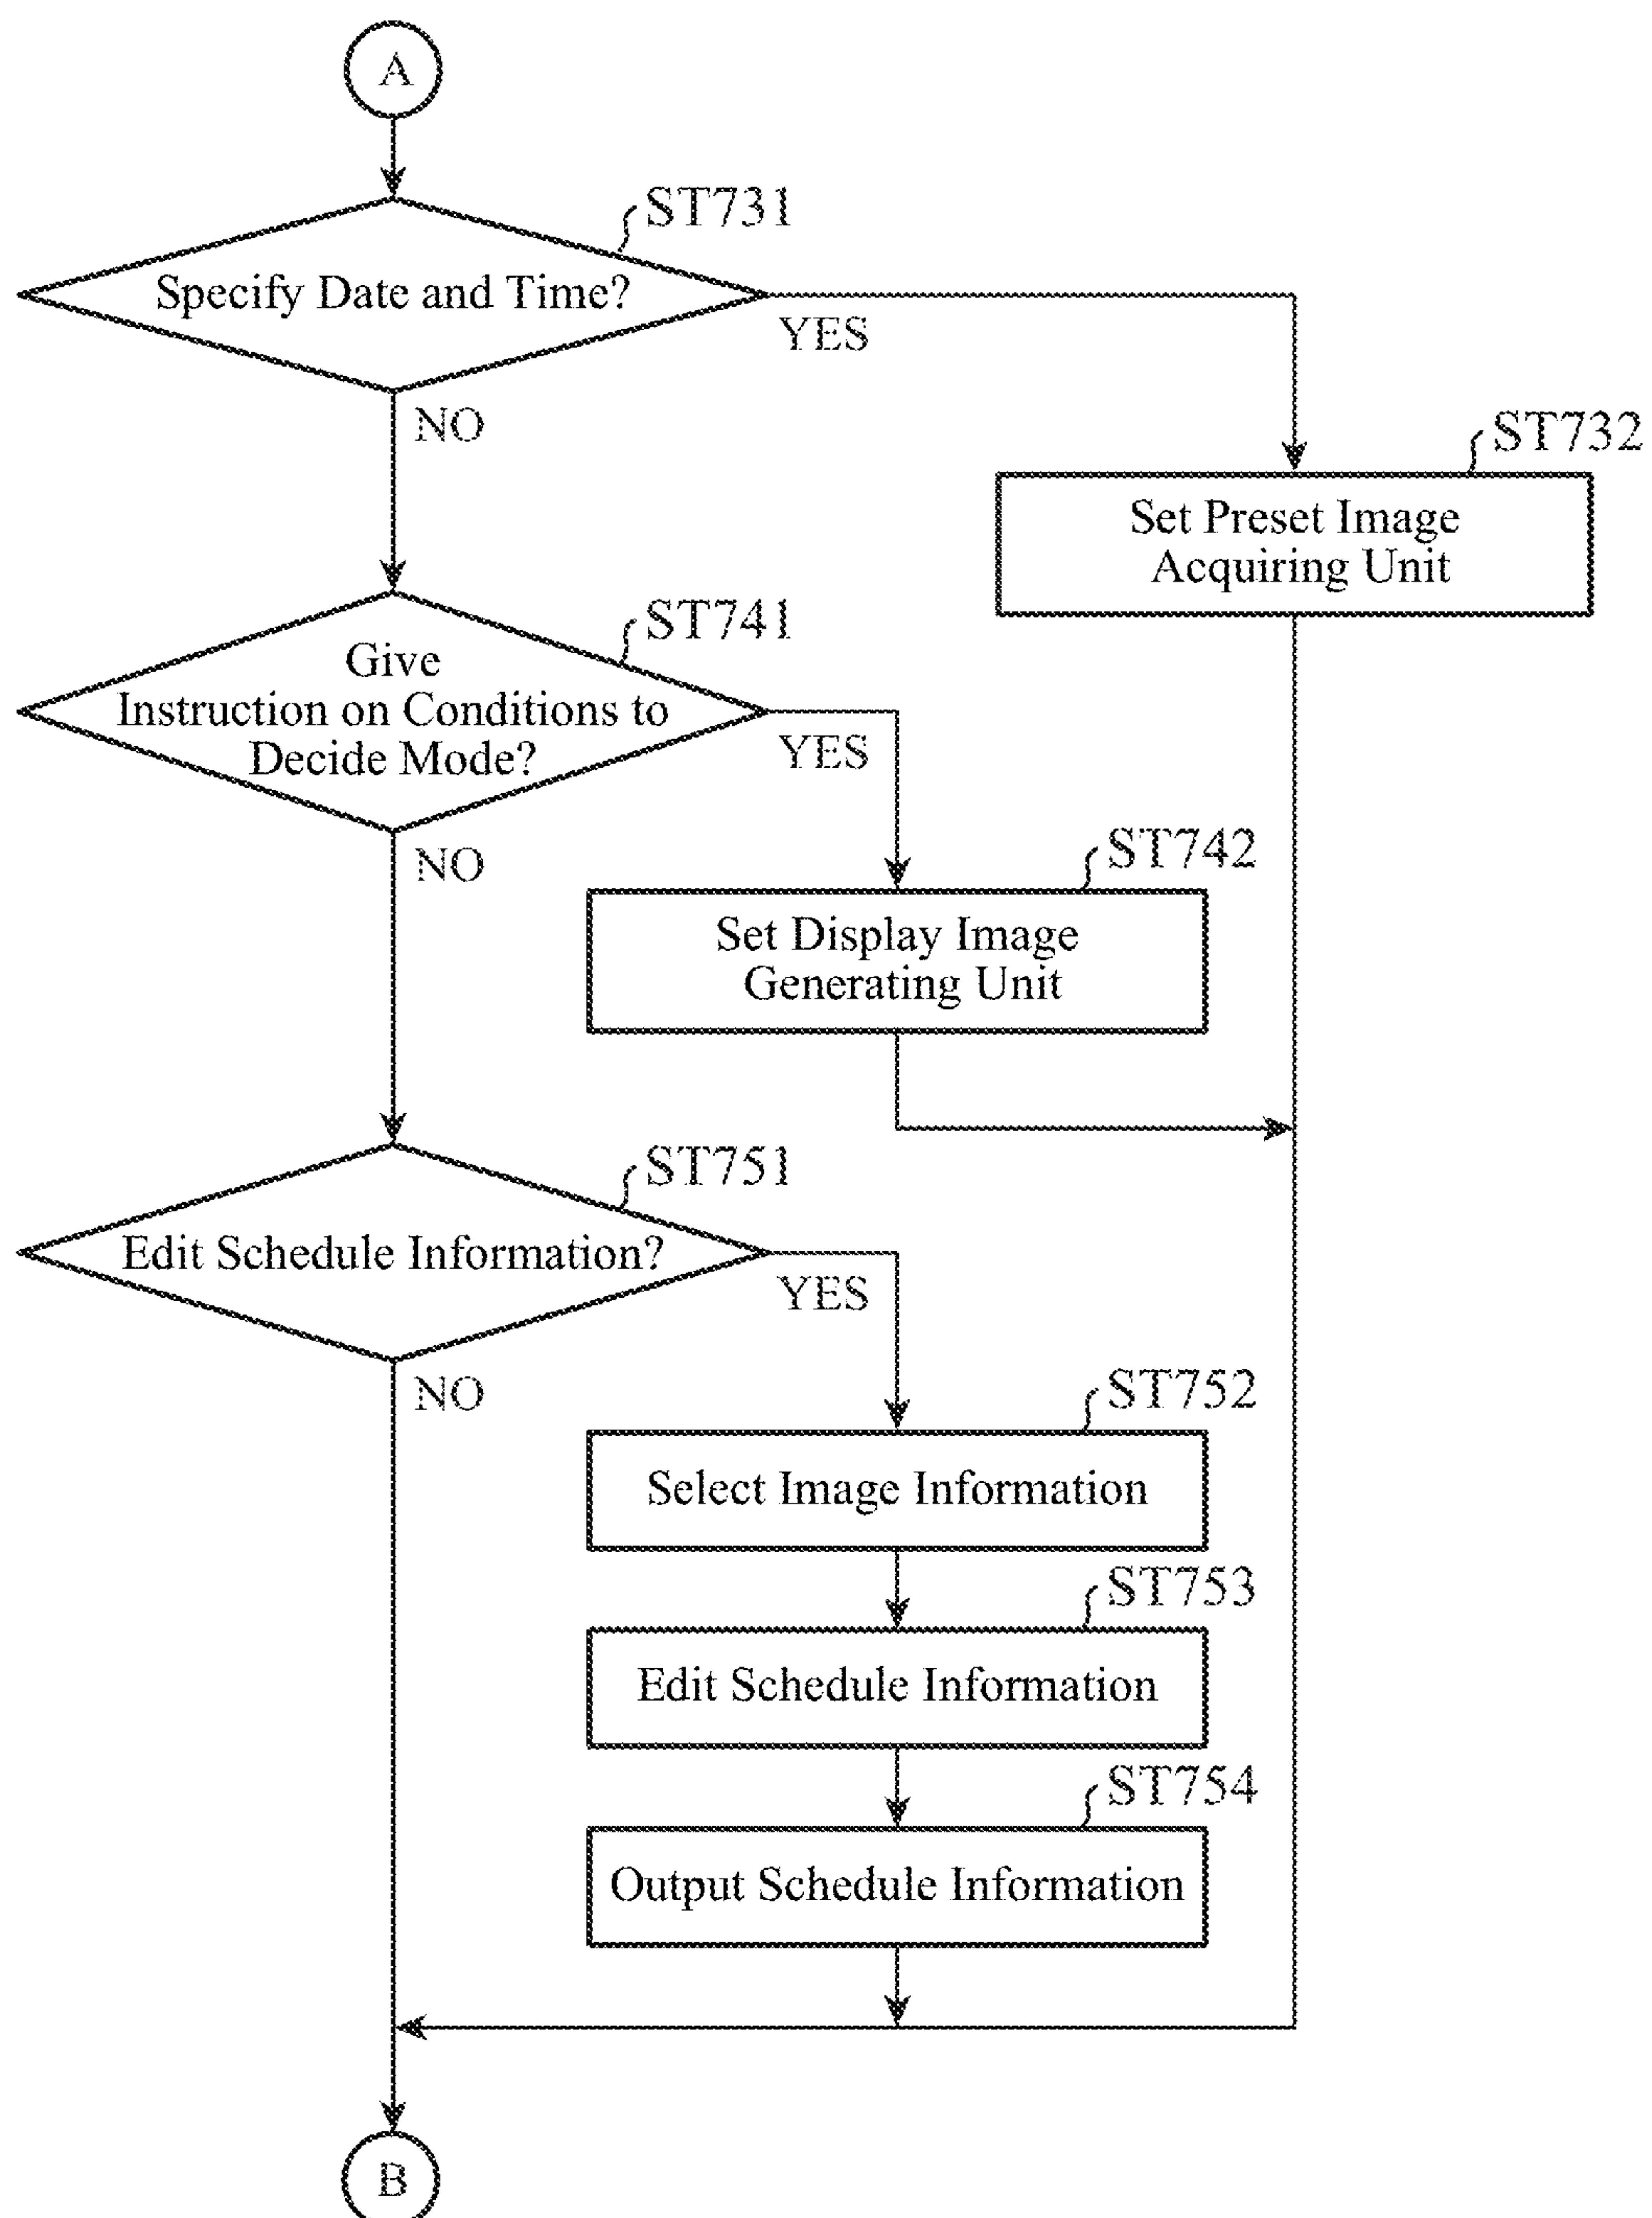 A
ST731
Specify Date and Time?
YES
NO
ST732
Set Preset Image
Acquiring Unit
ST741
Give
Instruction on Conditions to
Decide Mode?
YES
NO
ST742
Set Display Image
Generating Unit
ST751
Edit Schedule Information?
YES
NO
ST752
Select Image Information
ST753
Edit Schedule Information
ST754
Output Schedule Information
B